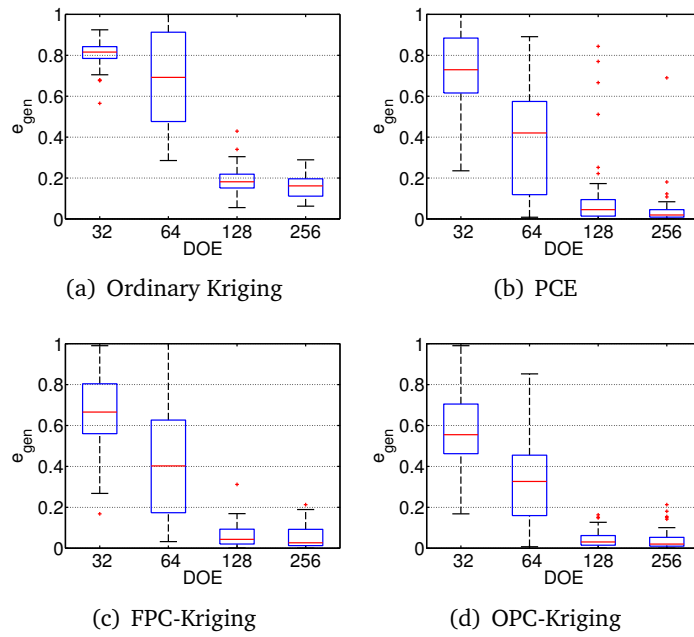 1
0.8
0.6
0.4
0.2
0
e_gen
32 64 128 256
DOE
(a) Ordinary Kriging
1
0.8
0.6
0.4
0.2
0
e_gen
32 64 128 256
DOE
(b) PCE
1
0.8
0.6
0.4
0.2
0
e_gen
32 64 128 256
DOE
(c) FPC-Kriging
1
0.8
0.6
0.4
0.2
0
e_gen
32 64 128 256
DOE
(d) OPC-Kriging